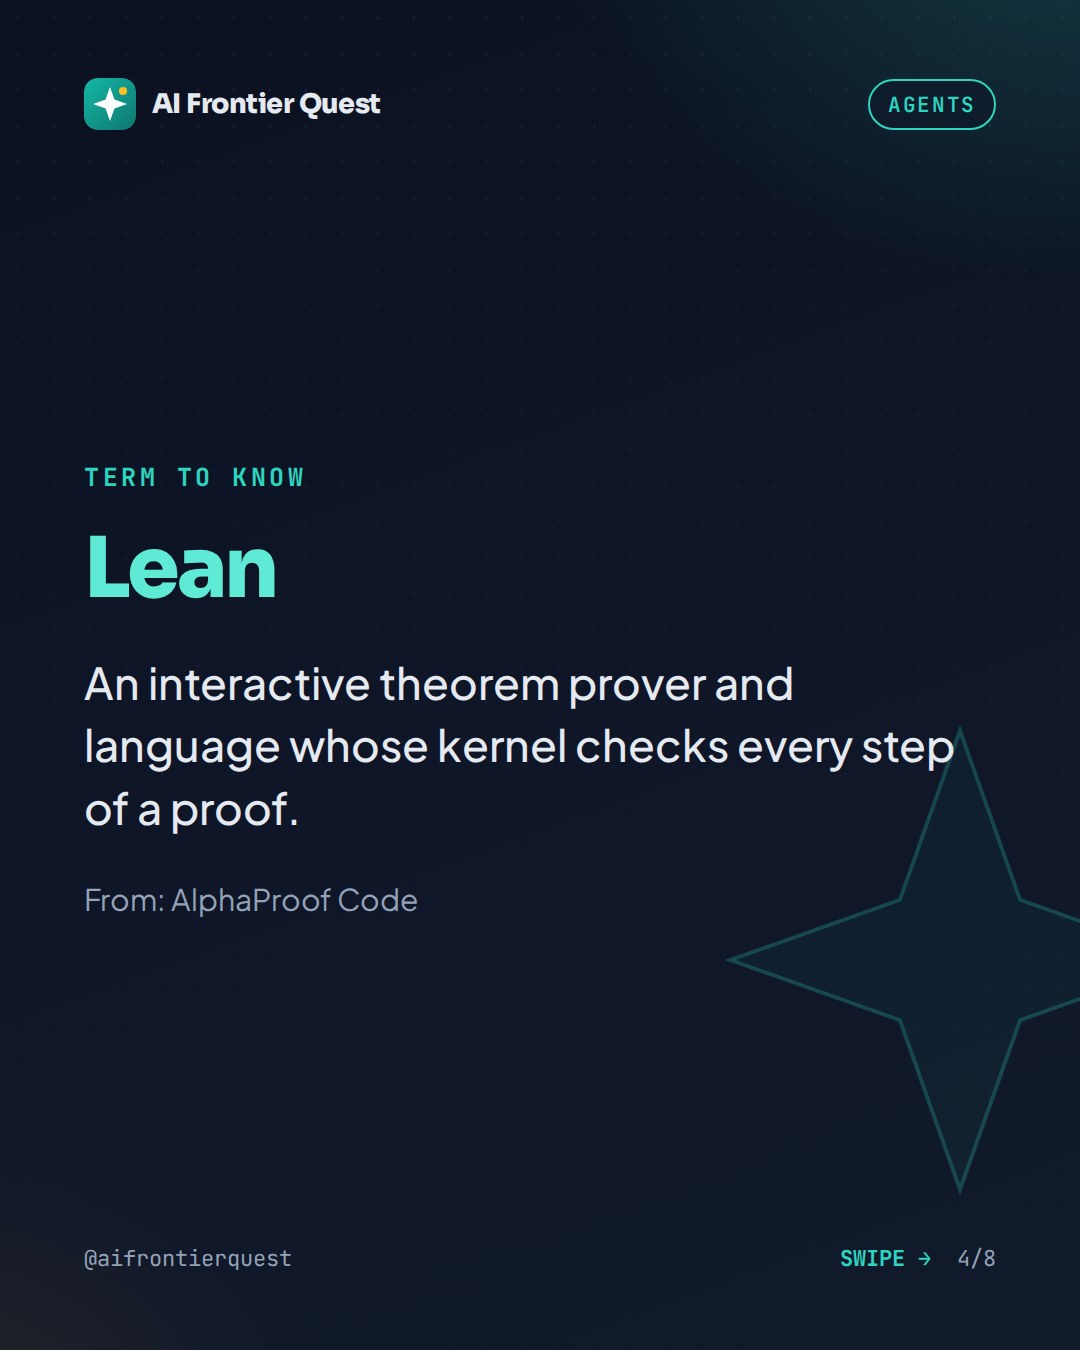 AI Frontier Quest
AGENTS
TERM TO KNOW
Lean
An interactive theorem prover and
language whose kernel checks every step
of a proof.
From: AlphaProof Code
@aifrontierquest
SWIPE → 4/8